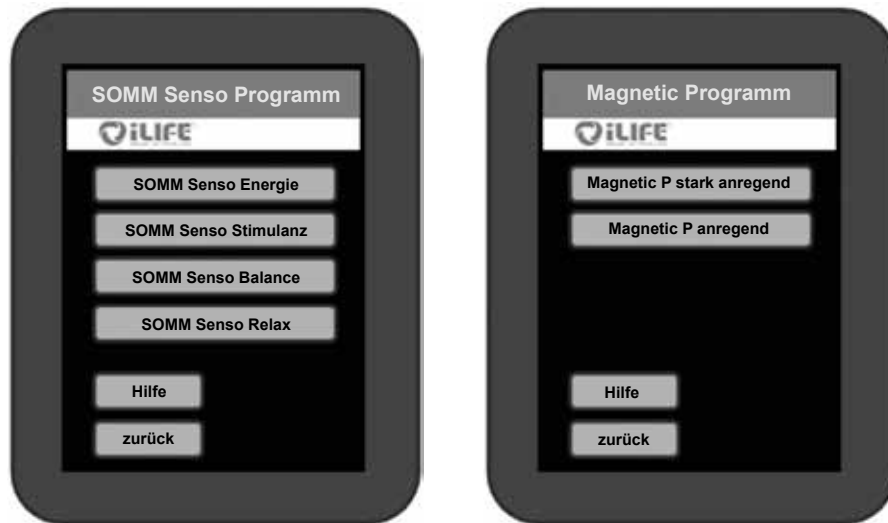 SOMM Senso Programm
iLIFE
SOMM Senso Energie
SOMM Senso Stimulanz
SOMM Senso Balance
SOMM Senso Relax
Hilfe
zurück
Magnetic Programm
iLIFE
Magnetic P stark anregend
Magnetic P anregend
Hilfe
zurück